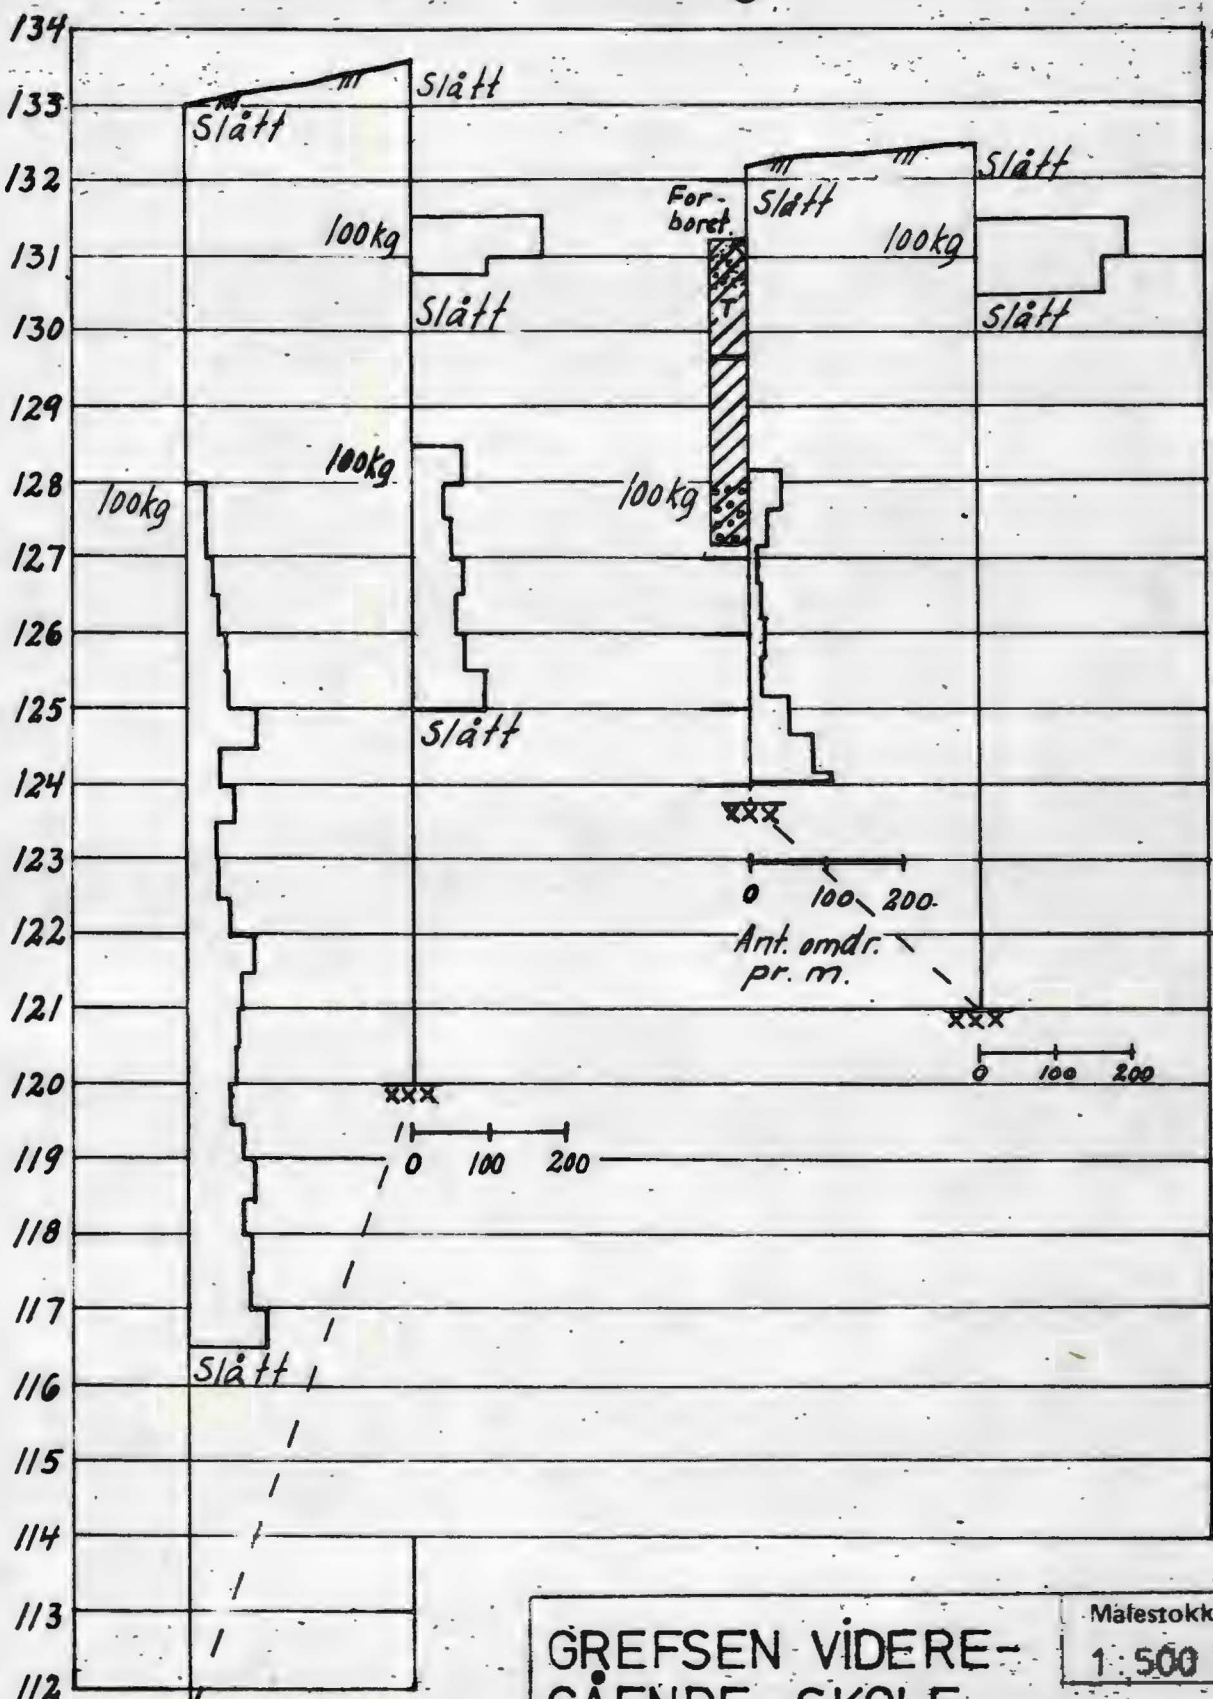 134
133
132
131
130
129
128
127
126
125
124
123
122
121
120
119
118
117
116
115
114
113
112
Slått
100kg
Slått
Slått
100kg
Slått
100kg
Slått
XXX
0 100 200
For-
boret.
T
Slått
100kg
XXX
0 100 200
Ant. omdr.
pr. m.
Slått
100kg
Slått
XXX
0 100 200
GREFSEN VIDERE-
GÅENDE SKOLE
Målestokk
1:500